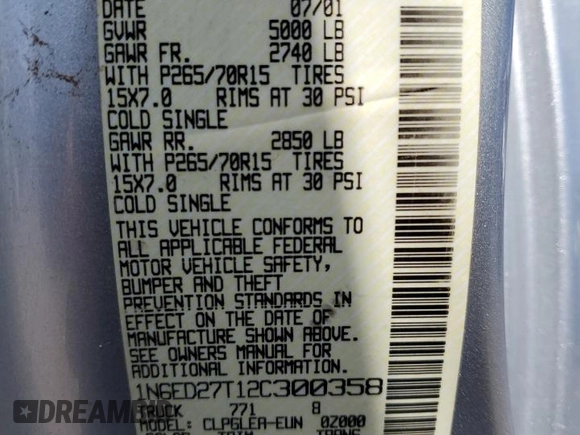 DATE 07/01
GVWR 5000 LB
GAWR FR. 2740 LB
WITH P265/70R15 TIRES
15X7.0 RIMS AT 30 PSI
COLD SINGLE
GAWR RR. 2850 LB
WITH P265/70R15 TIRES
15X7.0 RIMS AT 30 PSI
COLD SINGLE
THIS VEHICLE CONFORMS TO
ALL APPLICABLE FEDERAL
MOTOR VEHICLE SAFETY,
BUMPER AND THEFT
PREVENTION STANDARDS IN
EFFECT ON THE DATE OF
MANUFACTURE SHOWN ABOVE.
SEE OWNERS MANUAL FOR
ADDITIONAL INFORMATION.
1N6ED27T12C300358
TRUCK 771 8
MODEL: CLPGLEA-EUN 0Z000
COLOR TRIM TRANS
DREAMERS